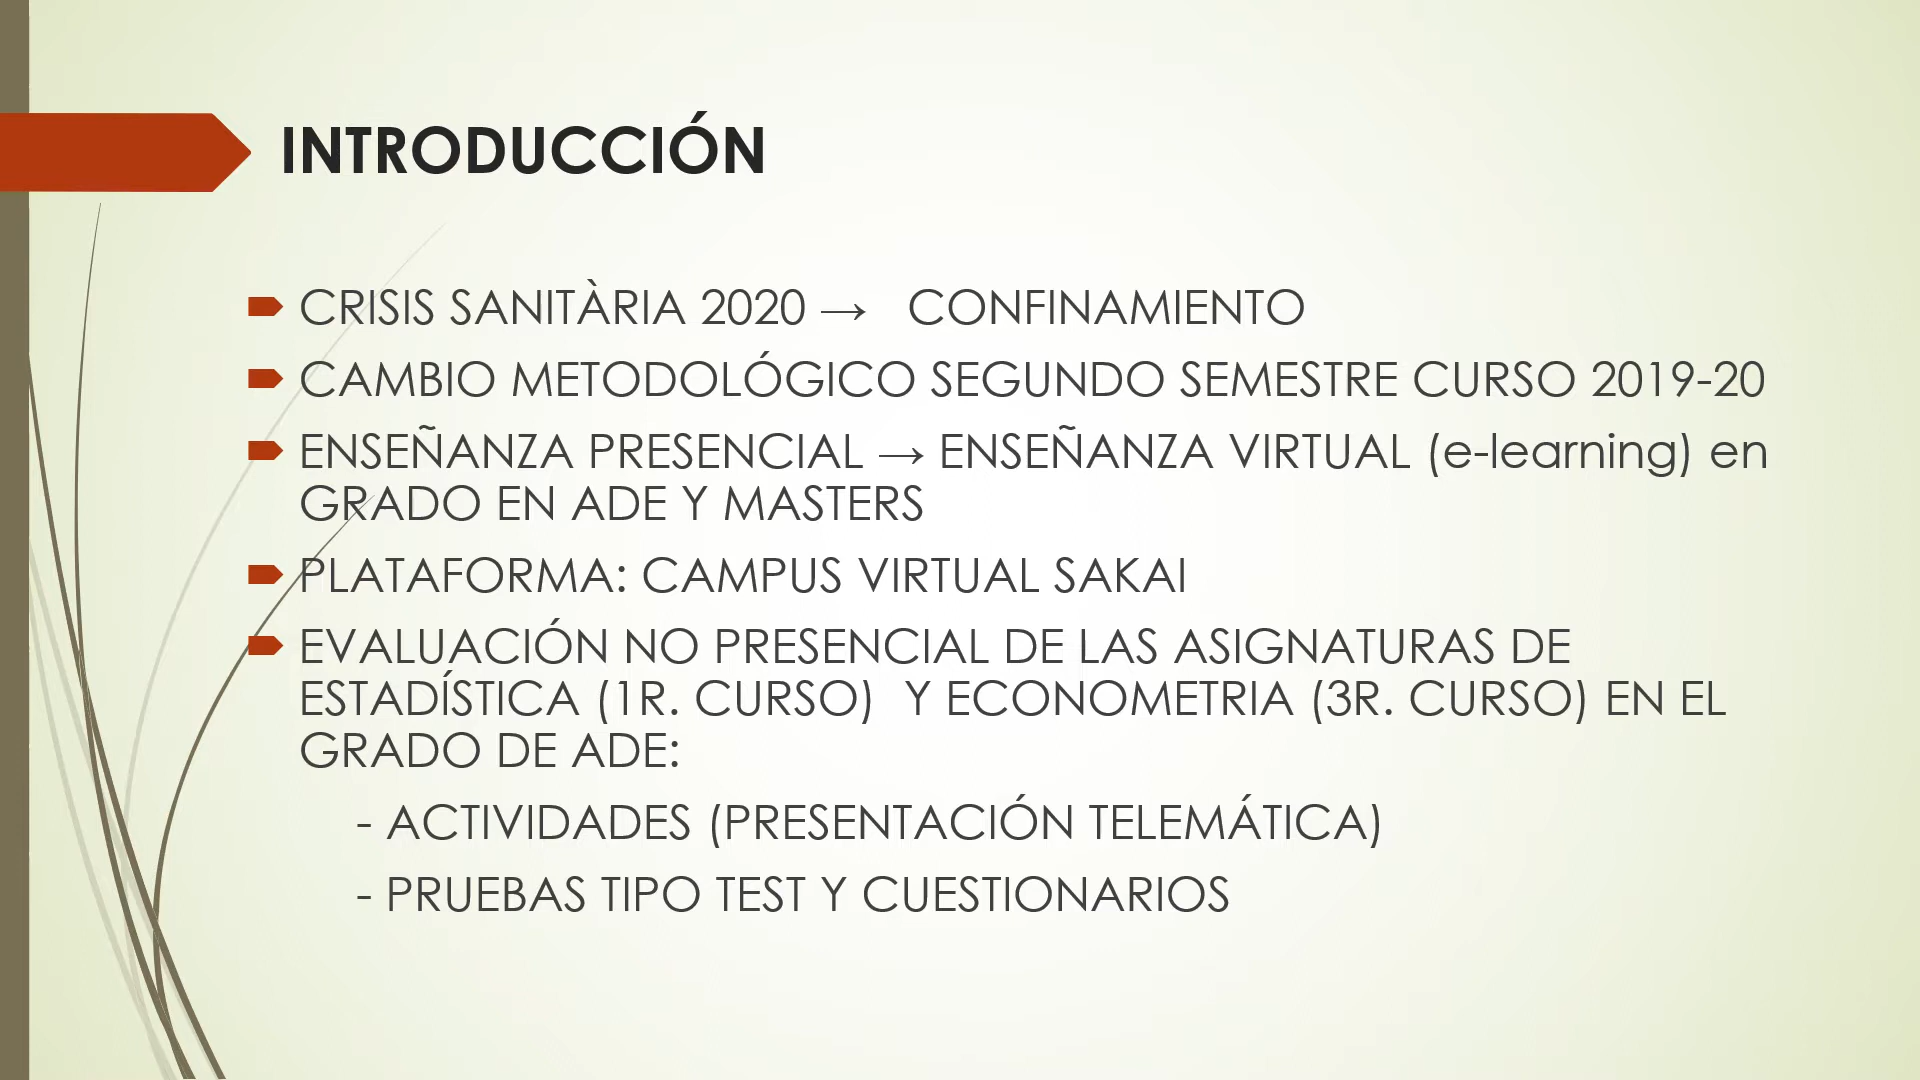 INTRODUCCIÓN
CRISIS SANITÀRIA 2020 → CONFINAMIENTO
CAMBIO METODOLÓGICO SEGUNDO SEMESTRE CURSO 2019-20
ENSEÑANZA PRESENCIAL → ENSEÑANZA VIRTUAL (e-learning) en
GRADO EN ADE Y MASTERS
PLATAFORMA: CAMPUS VIRTUAL SAKAI
EVALUACIÓN NO PRESENCIAL DE LAS ASIGNATURAS DE
ESTADÍSTICA (1R. CURSO) Y ECONOMETRIA (3R. CURSO) EN EL
GRADO DE ADE:
- ACTIVIDADES (PRESENTACIÓN TELEMÁTICA)
- PRUEBAS TIPO TEST Y CUESTIONARIOS